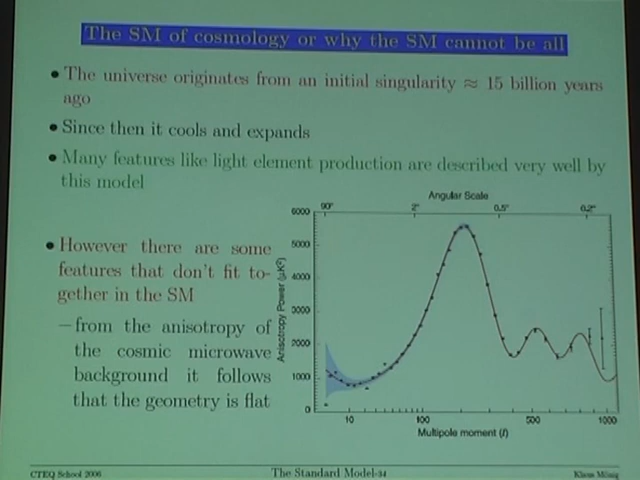 The SM of cosmology or why the SM cannot be all
• The universe originates from an initial singularity ≈ 15 billion years
ago
• Since then it cools and expands
• Many features like light element production are described very well by
this model
• However there are some
features that don't fit to-
gether in the SM
– from the anisotropy of
the cosmic microwave
background it follows
that the geometry is flat
Angular Scale
90° 2° 0.5° 0.2°
6000
5000
4000
3000
2000
1000
0
Anisotropy Power (μK²)
10 100 500 1000
Multipole moment (l)
CTEQ School 2006 The Standard Model-34 Klaus Mönig